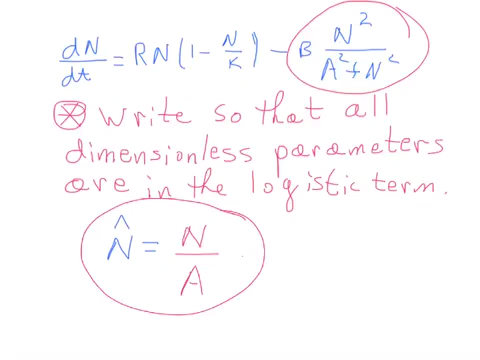 dN/dt = RN(1 - N/K) - B N²/(A² + N²)
⊛ Write so that all
dimensionless parameters
are in the logistic term.
N̂ = N/A